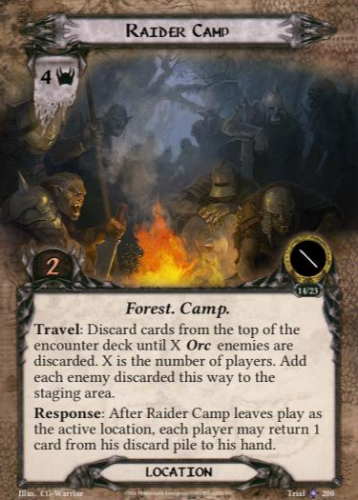 RAIDER CAMP
4
2
14/23
Forest. Camp.
Travel: Discard cards from the top of the
encounter deck until X Orc enemies are
discarded. X is the number of players. Add
each enemy discarded this way to the
staging area.
Response: After Raider Camp leaves play as
the active location, each player may return 1
card from his discard pile to his hand.
LOCATION
Illus. CG-Warrior
Trial 200